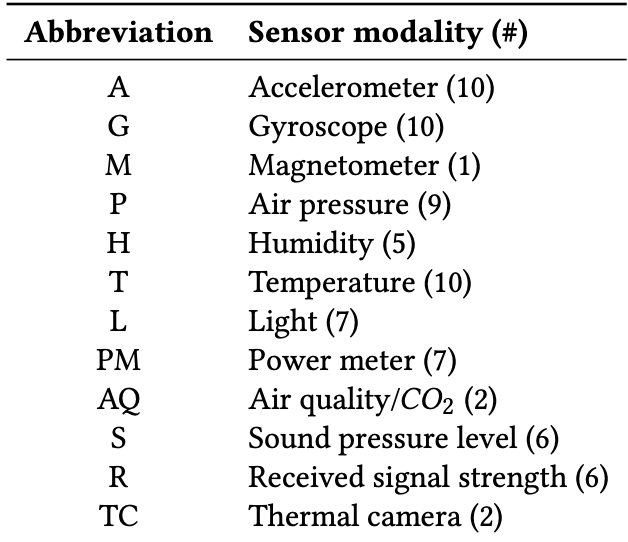 Abbreviation Sensor modality (#)
A Accelerometer (10)
G Gyroscope (10)
M Magnetometer (1)
P Air pressure (9)
H Humidity (5)
T Temperature (10)
L Light (7)
PM Power meter (7)
AQ Air quality/CO₂ (2)
S Sound pressure level (6)
R Received signal strength (6)
TC Thermal camera (2)